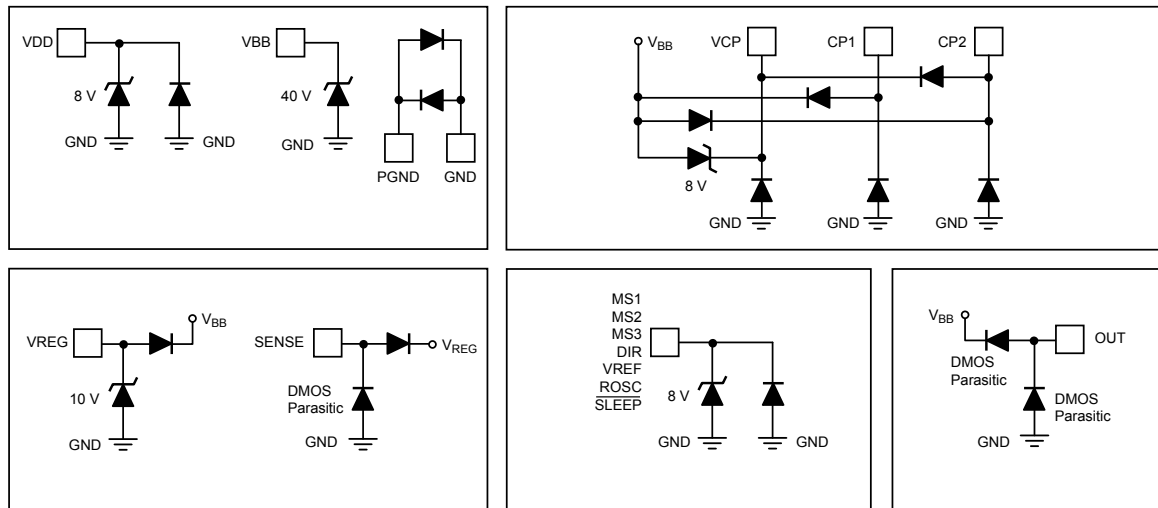 VDD
8 V
GND
GND
VBB
40 V
GND
PGND
GND
VBB
VCP
CP1
CP2
8 V
GND
GND
GND
VREG
VBB
10 V
GND
SENSE
VREG
DMOS
Parasitic
GND
MS1
MS2
MS3
DIR
VREF
ROSC
SLEEP
8 V
GND
GND
VBB
DMOS
Parasitic
OUT
DMOS
Parasitic
GND